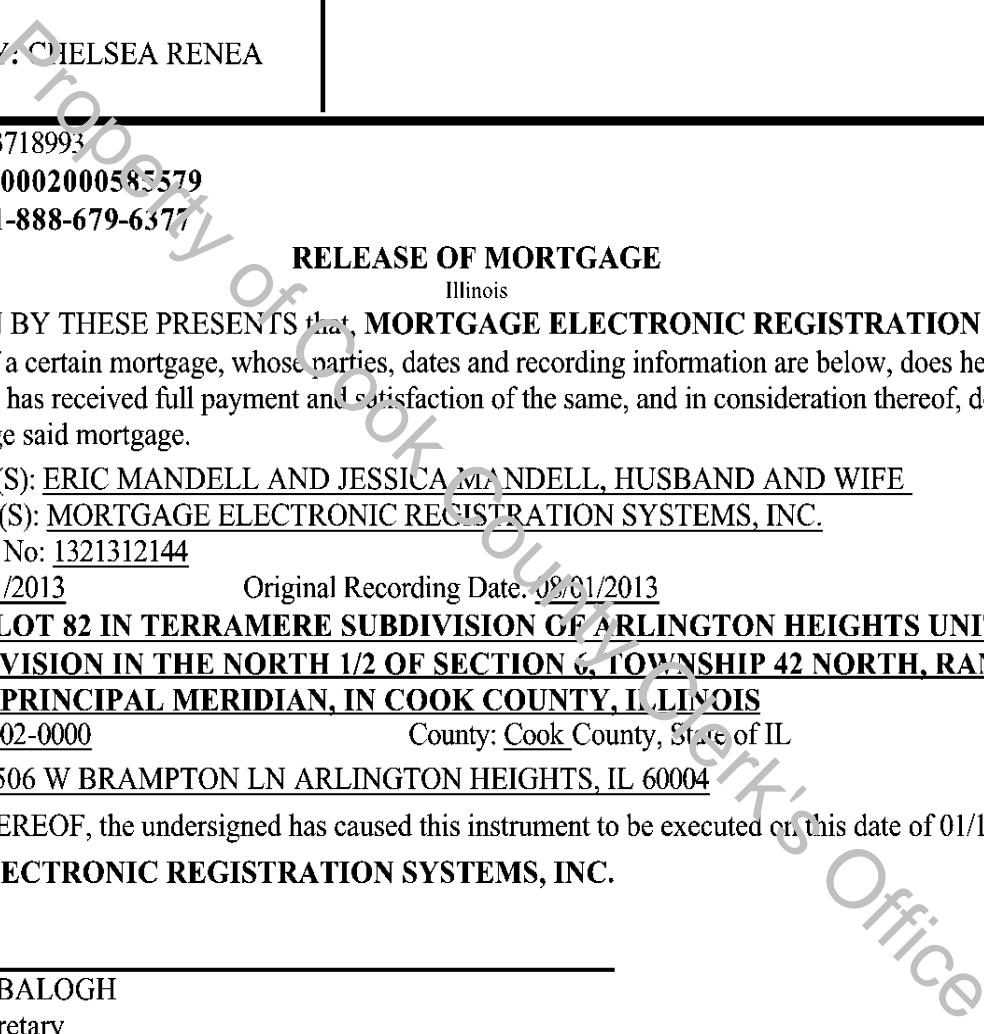 Y: CHELSEA RENEA
3718993
0002000585579
1-888-679-6377
RELEASE OF MORTGAGE
Illinois
BY THESE PRESENTS that, MORTGAGE ELECTRONIC REGISTRATION
f a certain mortgage, whose parties, dates and recording information are below, does he
has received full payment and satisfaction of the same, and in consideration thereof, d
ge said mortgage.
(S): ERIC MANDELL AND JESSICA MANDELL, HUSBAND AND WIFE
(S): MORTGAGE ELECTRONIC REGISTRATION SYSTEMS, INC.
No: 1321312144
/2013 Original Recording Date: 08/01/2013
LOT 82 IN TERRAMERE SUBDIVISION OF ARLINGTON HEIGHTS UNI
VISION IN THE NORTH 1/2 OF SECTION 6, TOWNSHIP 42 NORTH, RAN
PRINCIPAL MERIDIAN, IN COOK COUNTY, ILLINOIS
02-0000 County: Cook County, State of IL
506 W BRAMPTON LN ARLINGTON HEIGHTS, IL 60004
EREOF, the undersigned has caused this instrument to be executed on this date of 01/1
ECTRONIC REGISTRATION SYSTEMS, INC.
BALOGH
retary
Property of Cook County Clerk's Office